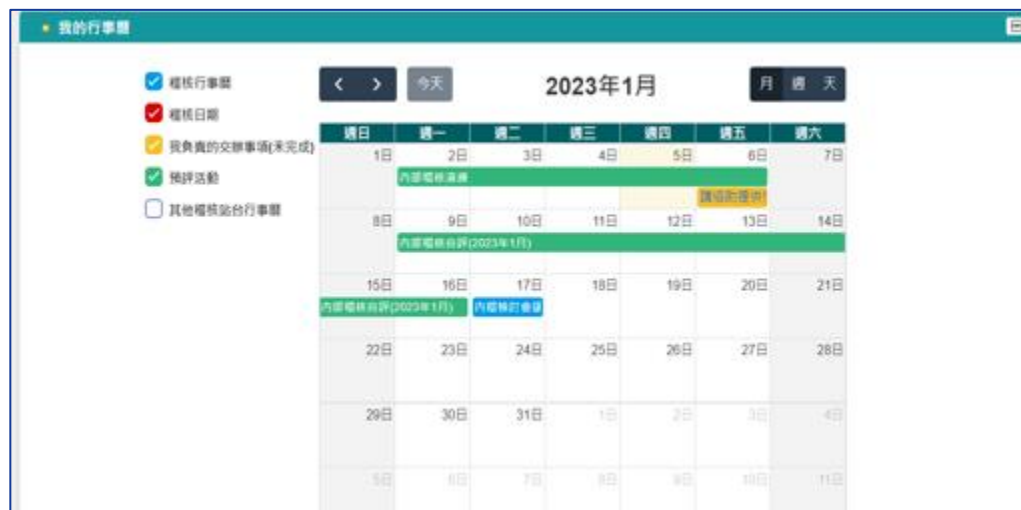 我的行事曆
稽核行事曆
稽核日期
我負責的交辦事項(未完成)
預評活動
其他稽核站台行事曆
今天
2023年1月
月 週 天
週日 週一 週二 週三 週四 週五 週六
1日 2日 3日 4日 5日 6日 7日
內部稽核演練
請協助提供
8日 9日 10日 11日 12日 13日 14日
內部稽核自評(2023年1月)
15日 16日 17日 18日 19日 20日 21日
內部稽核自評(2023年1月) 內稽檢討會議
22日 23日 24日 25日 26日 27日 28日
29日 30日 31日 1日 2日 3日 4日
5日 6日 7日 8日 9日 10日 11日